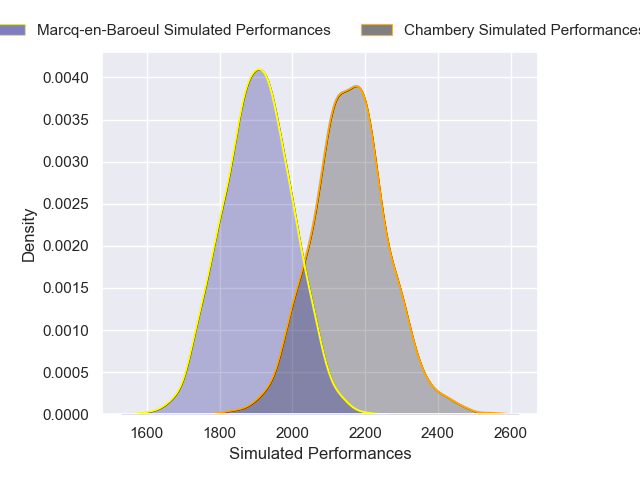 Marcq-en-Baroeul Simulated Performances
Chambery Simulated Performances
0.0040
0.0035
0.0030
0.0025
0.0020
0.0015
0.0010
0.0005
0.0000
Density
1600 1800 2000 2200 2400 2600
Simulated Performances